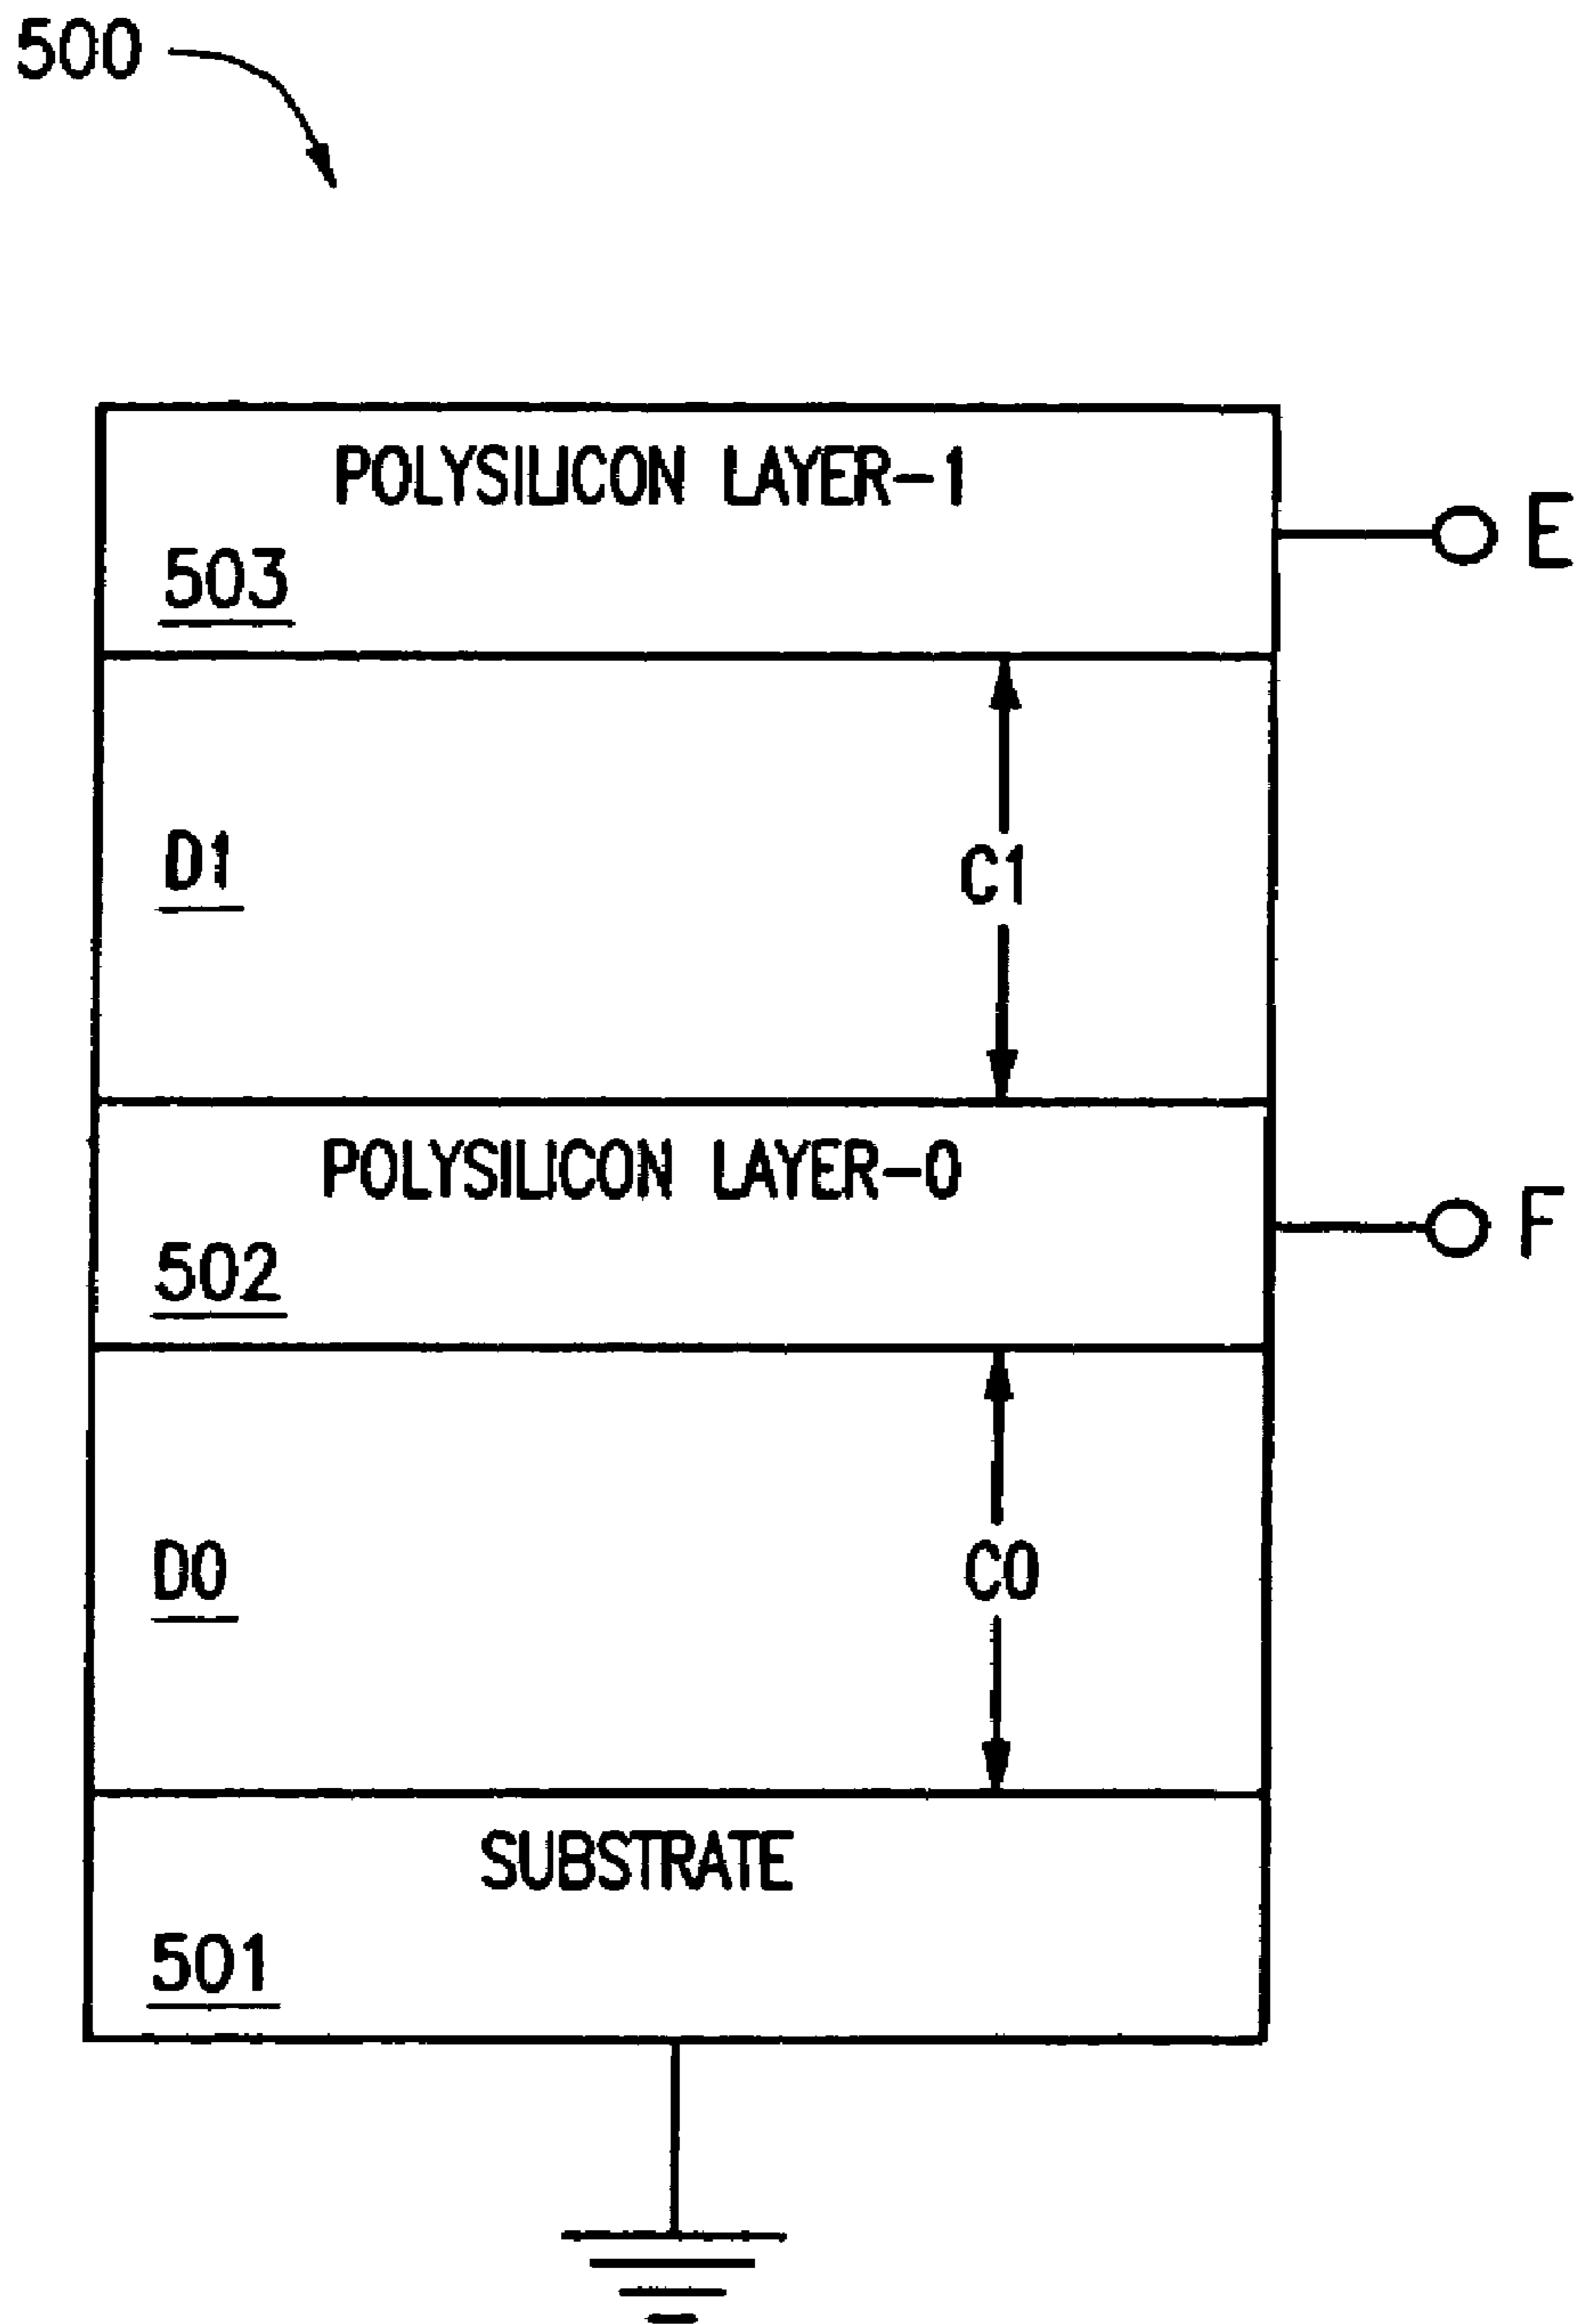 500
POLYSILICON LAYER-1
503
E
D1
C1
POLYSILICON LAYER-0
502
F
D0
C0
SUBSTRATE
501